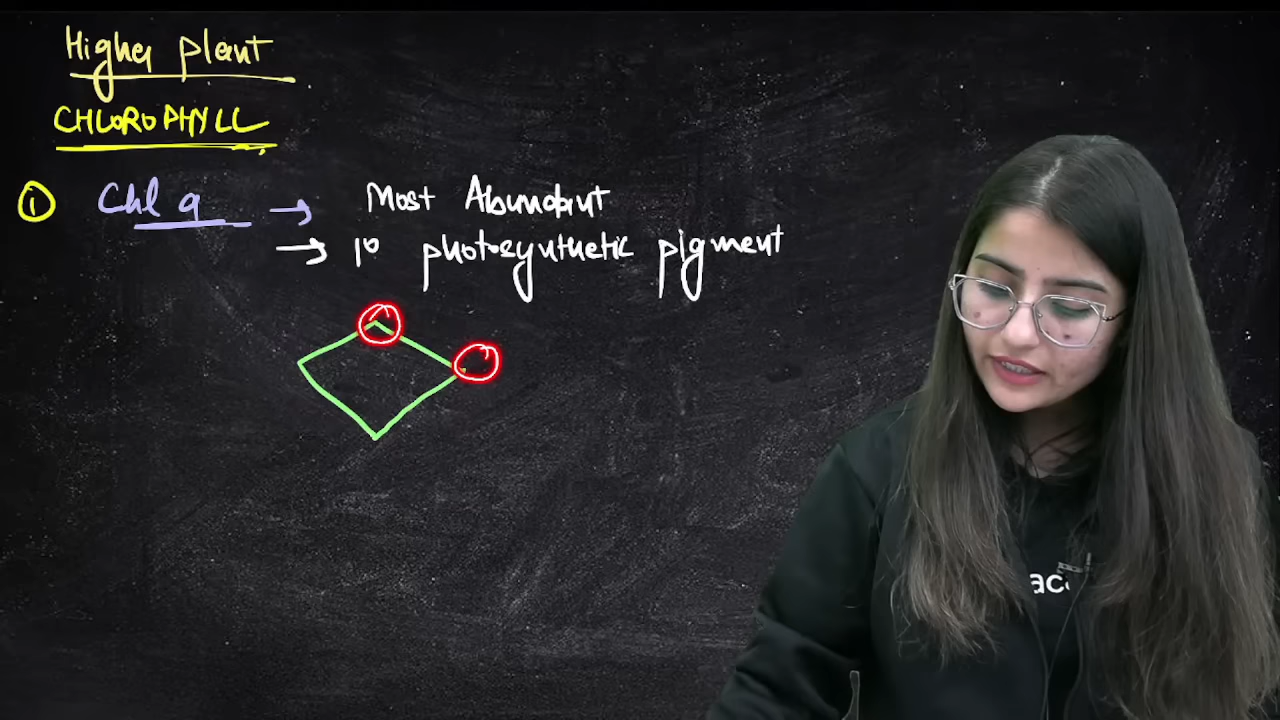 Higher plant
CHLOROPHYLL
① Chl a → Most Abundant
→ 1° photosynthetic pigment